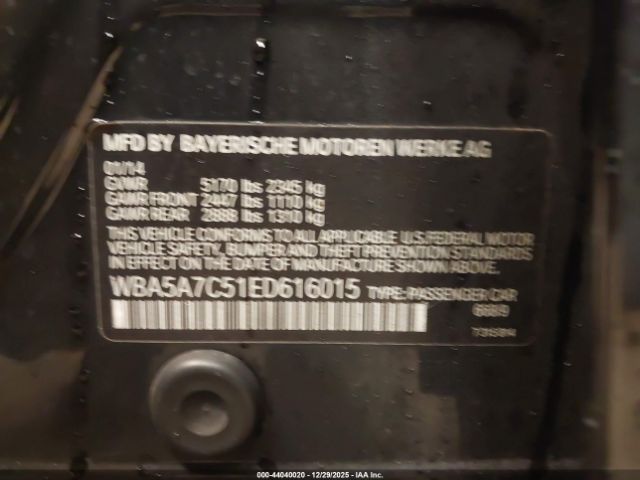 MFD BY BAYERISCHE MOTOREN WERKE AG
01/14
GVWR 5170 lbs 2345 kg
GAWR FRONT 2447 lbs 1110 kg
GAWR REAR 2888 lbs 1310 kg
THIS VEHICLE CONFORMS TO ALL APPLICABLE U.S. FEDERAL MOTOR
VEHICLE SAFETY, BUMPER AND THEFT PREVENTION STANDARDS
IN EFFECT ON THE DATE OF MANUFACTURE SHOWN ABOVE.
WBA5A7C51ED616015 TYPE: PASSENGER CAR
000-44040020 | 12/29/2025 | IAA Inc.